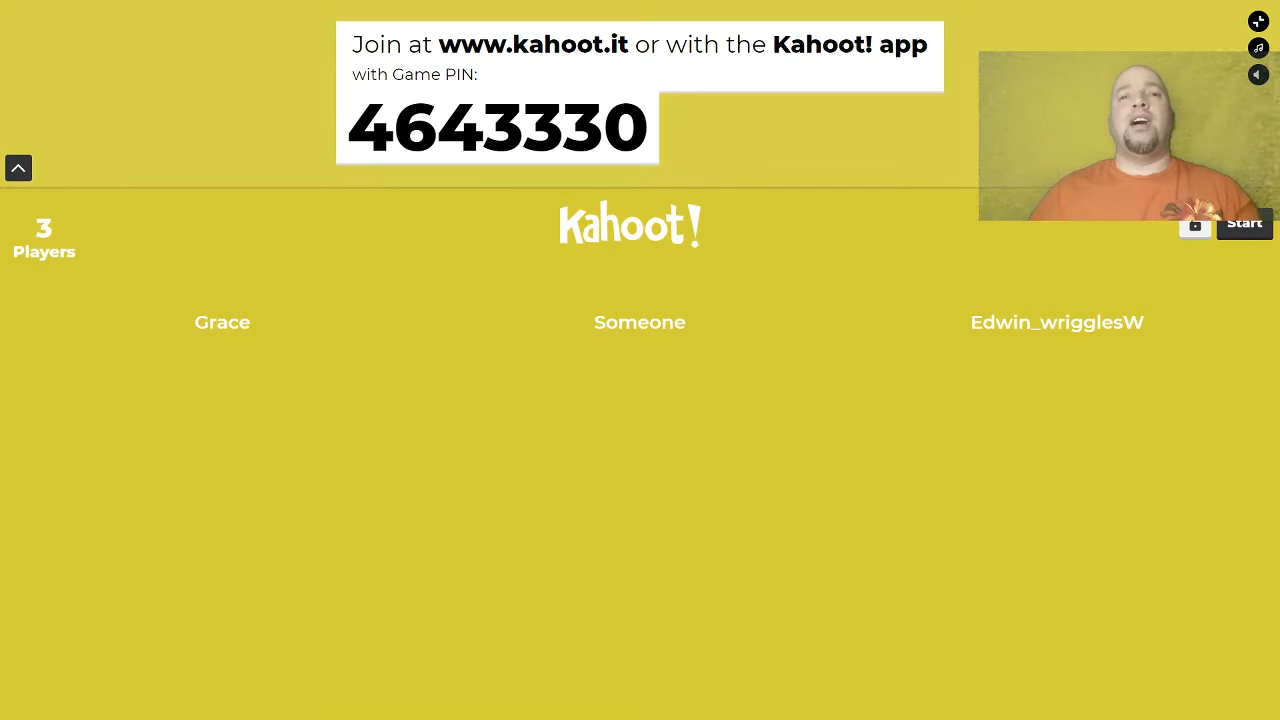 Join at www.kahoot.it or with the Kahoot! app
with Game PIN:
4643330
3
Players
Kahoot!
Start
Grace
Someone
Edwin_wrigglesW